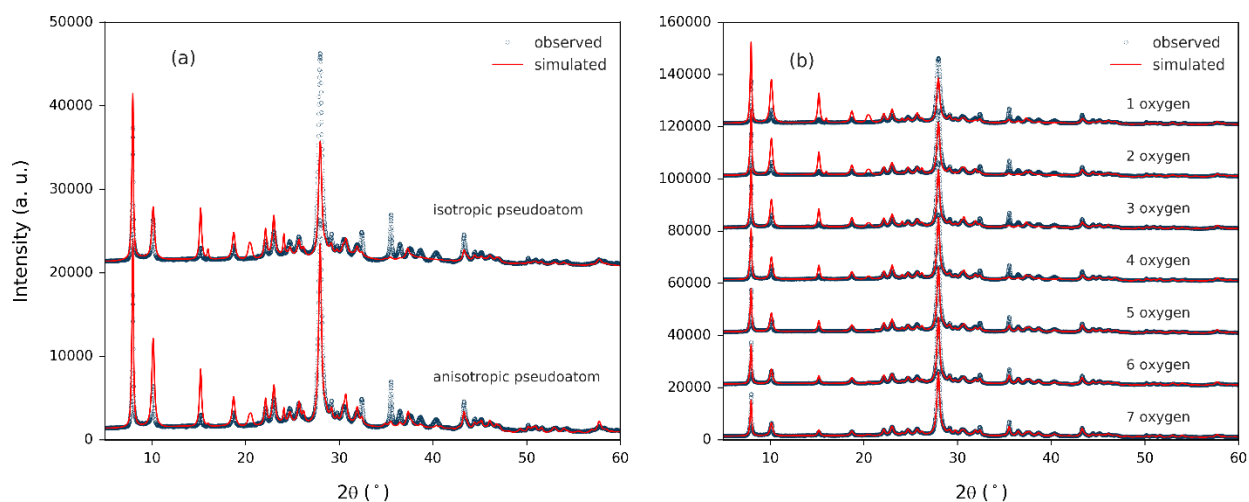 50000
40000
30000
20000
10000
0
Intensity (a. u.)
(a)
observed
simulated
isotropic pseudoatom
anisotropic pseudoatom
10 20 30 40 50 60
2θ (°)
160000
140000
120000
100000
80000
60000
40000
20000
0
(b)
observed
simulated
1 oxygen
2 oxygen
3 oxygen
4 oxygen
5 oxygen
6 oxygen
7 oxygen
10 20 30 40 50 60
2θ (°)